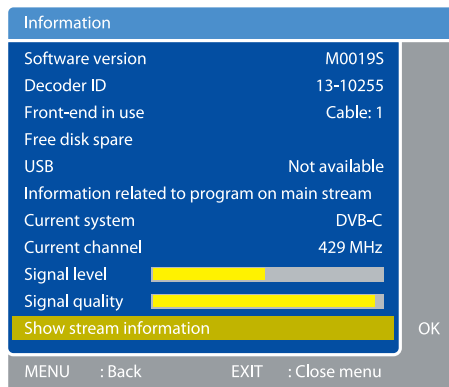 Information
Software version M0019S
Decoder ID 13-10255
Front-end in use Cable: 1
Free disk spare
USB Not available
Information related to program on main stream
Current system DVB-C
Current channel 429 MHz
Signal level
Signal quality
Show stream information OK
MENU : Back EXIT : Close menu